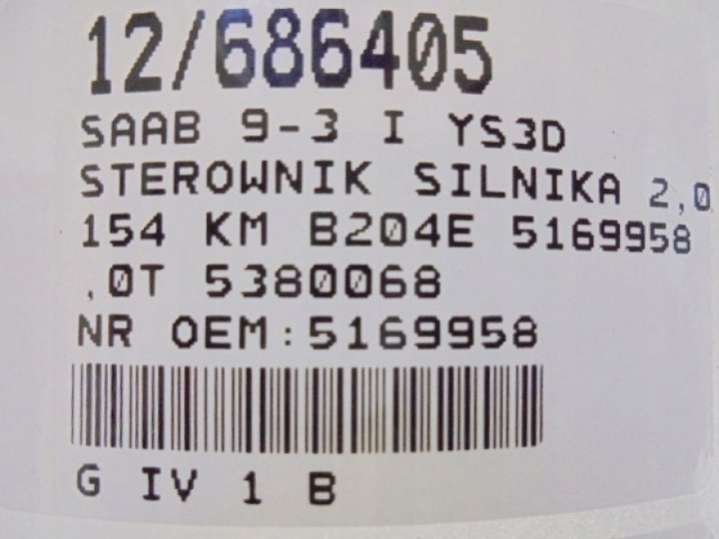 12/686405
SAAB 9-3 I YS3D
STEROWNIK SILNIKA 2,0
154 KM B204E 5169958
,0T 5380068
NR OEM:5169958
G IV 1 B